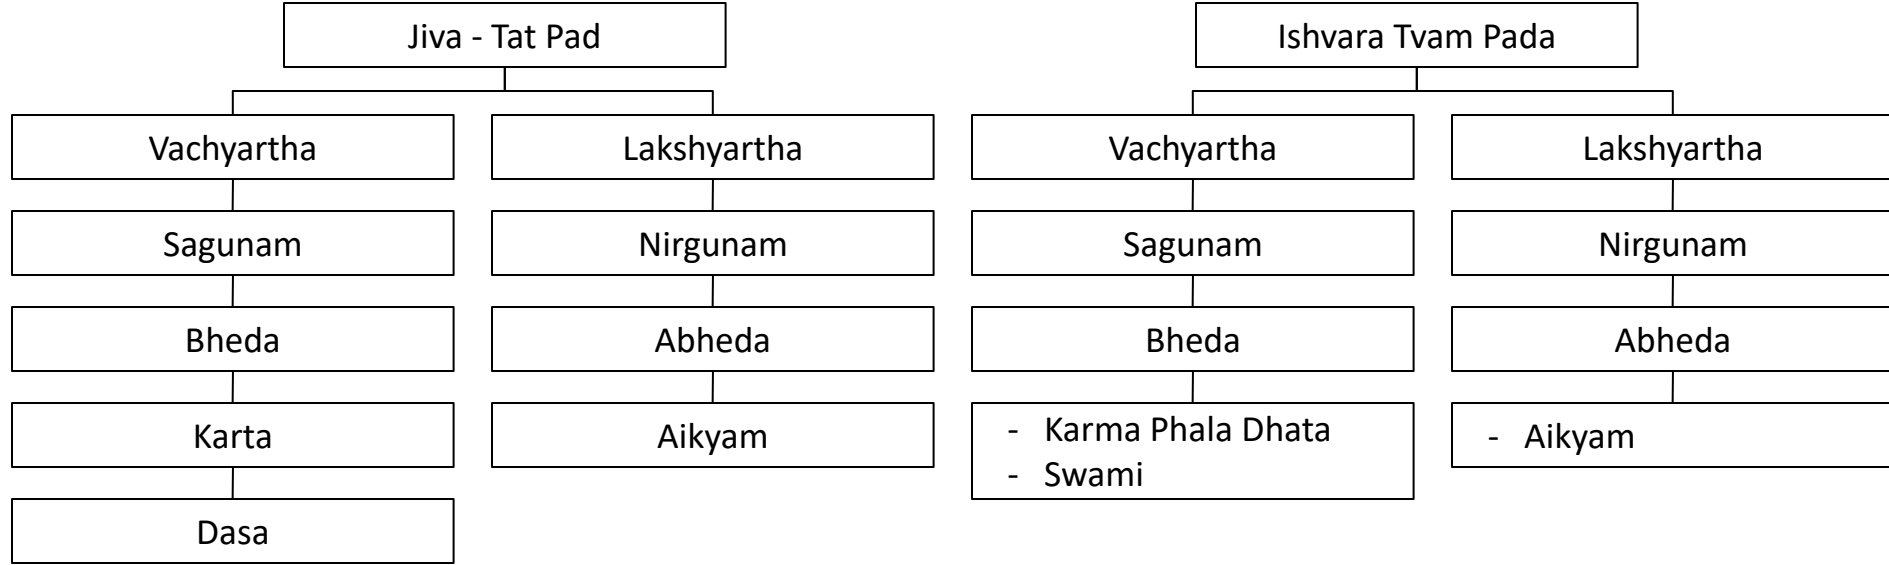 Jiva - Tat Pad
Vachyartha
Sagunam
Bheda
Karta
Dasa
Lakshyartha
Nirgunam
Abheda
Aikyam
Ishvara Tvam Pada
Vachyartha
Sagunam
Bheda
- Karma Phala Dhata
- Swami
Lakshyartha
Nirgunam
Abheda
- Aikyam